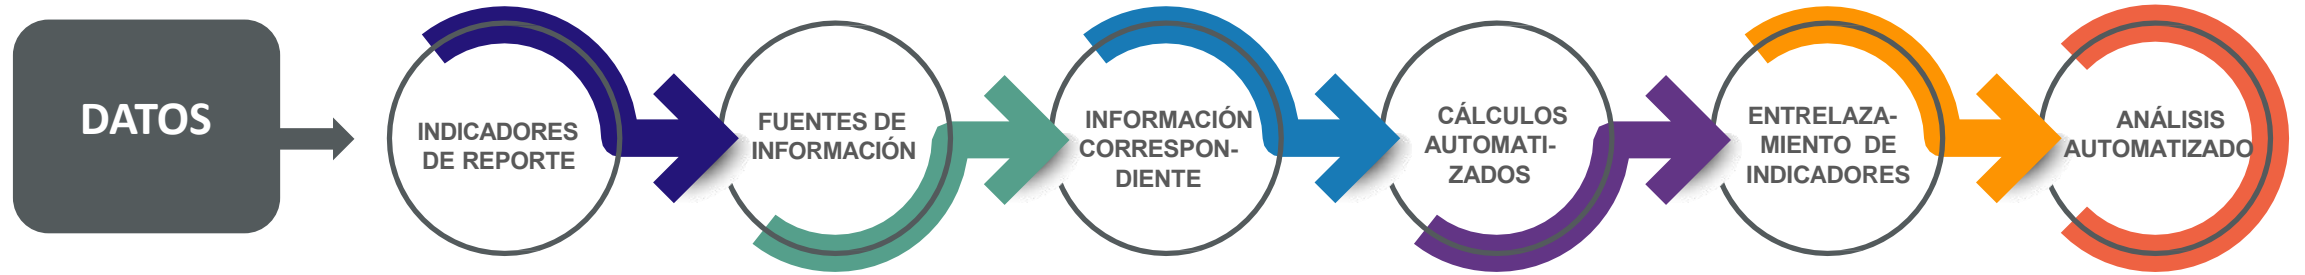 DATOS
INDICADORES
DE REPORTE
FUENTES DE
INFORMACIÓN
INFORMACIÓN
CORRESPON-
DIENTE
CÁLCULOS
AUTOMATI-
ZADOS
ENTRELAZA-
MIENTO DE
INDICADORES
ANÁLISIS
AUTOMATIZADO